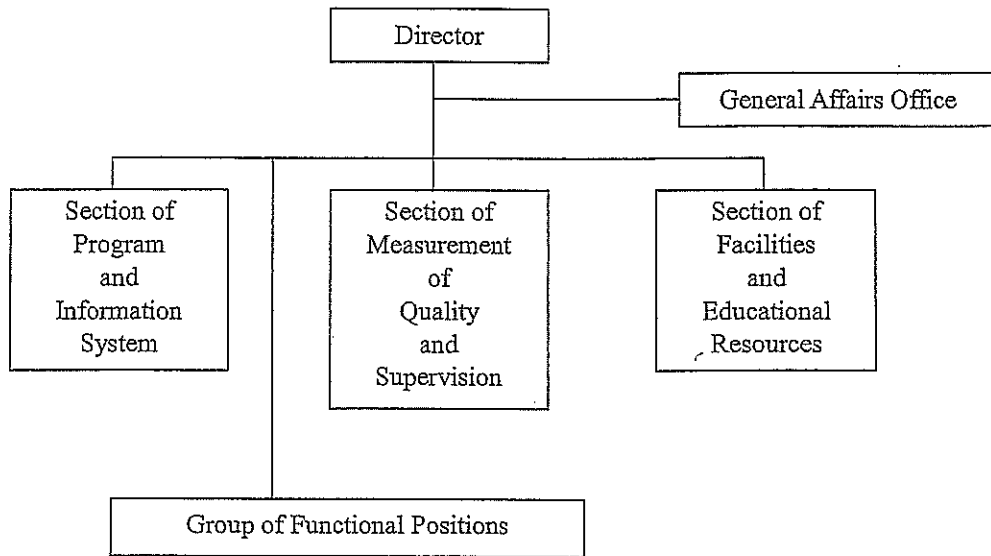 Director
General Affairs Office
Section of
Program
and
Information
System
Section of
Measurement
of
Quality
and
Supervision
Section of
Facilities
and
Educational
Resources
Group of Functional Positions